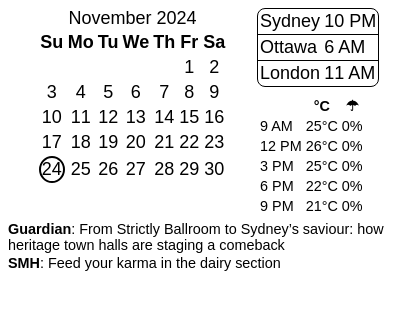 November 2024
Su Mo Tu We Th Fr Sa
1 2
3 4 5 6 7 8 9
10 11 12 13 14 15 16
17 18 19 20 21 22 23
24 25 26 27 28 29 30
Sydney 10 PM
Ottawa 6 AM
London 11 AM
°C ☂
9 AM 25°C 0%
12 PM 26°C 0%
3 PM 25°C 0%
6 PM 22°C 0%
9 PM 21°C 0%
Guardian: From Strictly Ballroom to Sydney’s saviour: how
heritage town halls are staging a comeback
SMH: Feed your karma in the dairy section